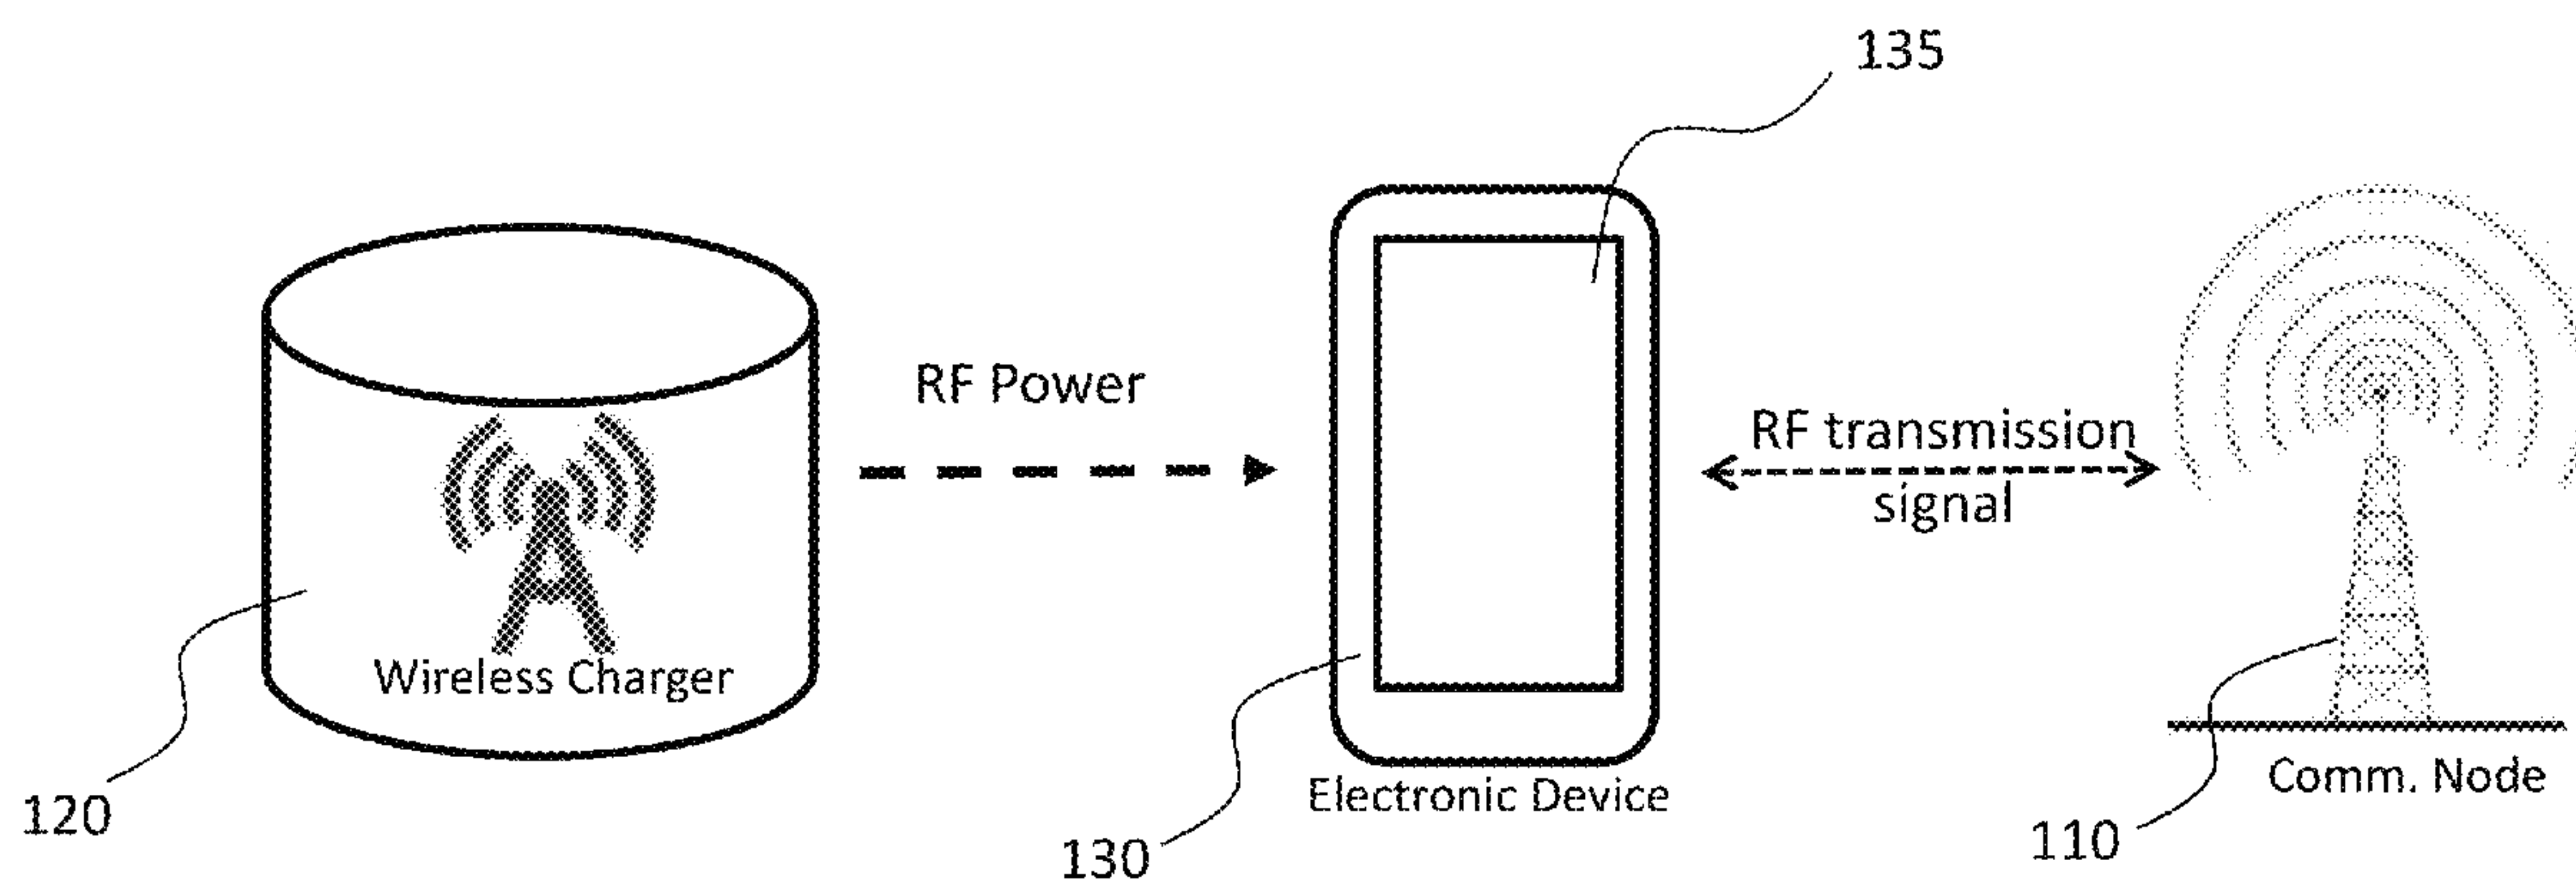 135
RF Power
RF transmission
signal
Wireless Charger
Electronic Device
Comm. Node
120
130
110